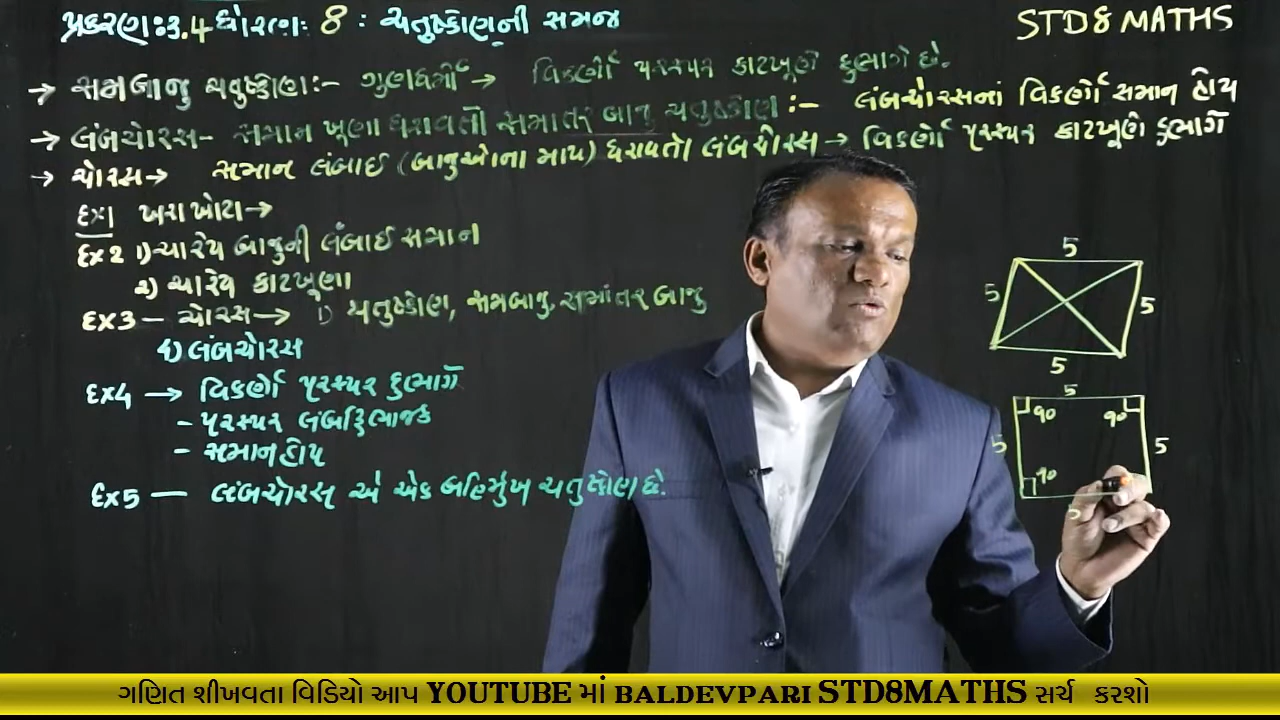 પ્રકરણ:૩.4 ધોરણ: 8 : ચતુષ્કોણની સમજ
STD8 MATHS
→ સમબાજુ ચતુષ્કોણ:- ગુણધર્મો → વિકર્ણો પરસ્પર કાટખૂણે દુભાગે છે.
→ લંબચોરસ- સમાન ખૂણા ધરાવતો સમાતર બાજુ ચતુષ્કોણ :- લંબચોરસનાં વિકર્ણો સમાન હોય
→ ચોરસ → સમાન લંબાઈ (બાજુઓના માપ) ધરાવતો લંબચોરસ → વિકર્ણો પરસ્પર કાટખૂણે દુભાગે
Ex1 ખરા ખોટા →
Ex2 1) ચારેય બાજુની લંબાઈ સમાન
૨) ચારેય કાટખૂણા
Ex3 – ચોરસ → 1) ચતુષ્કોણ, સમબાજુ, સમાંતર બાજુ
4) લંબચોરસ
Ex4 → વિકર્ણો પરસ્પર દુભાગે
- પરસ્પર લંબદ્વિભાજક
- સમાન હોય
Ex5 — લંબચોરસ એ એક બહિર્મુખ ચતુષ્કોણ છે.
5
5
5
5
5
90
90
5
5
90
5
ગણિત શીખવતા વિડિયો આપ YOUTUBE માં BALDEVPARI STD8MATHS સર્ચ કરશો